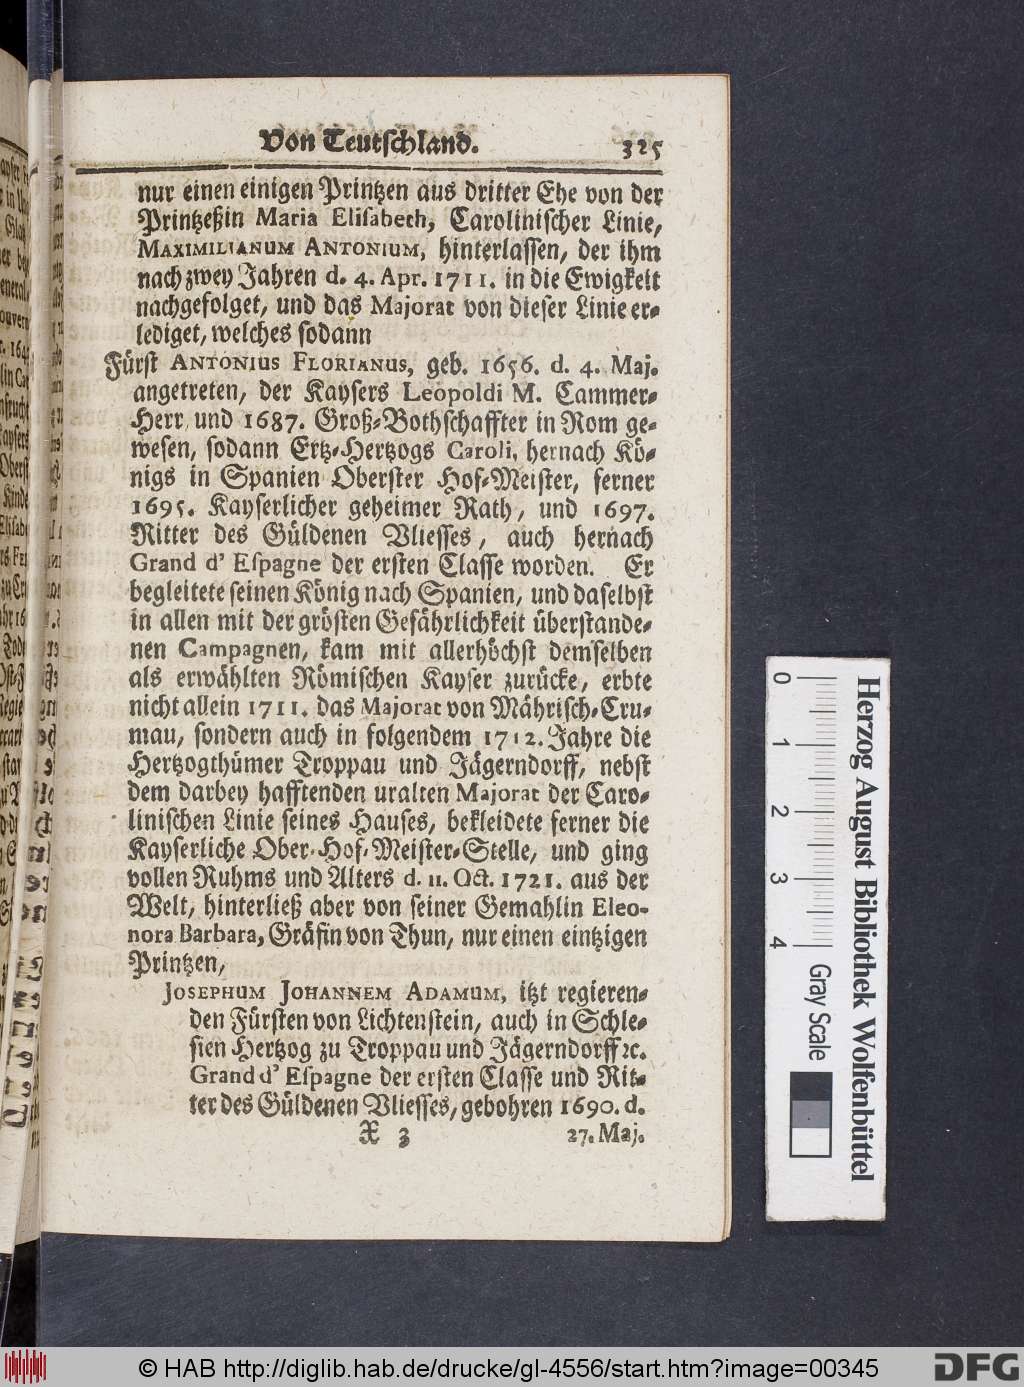 Von Teutschland. 325
nur einen einigen Printzen aus dritter Ehe von der
Printzeßin Maria Elisabeth, Carolinischer Linie,
MAXIMILIANUM ANTONIUM, hinterlassen, der ihm
nach zwey Jahren d. 4. Apr. 1711. in die Ewigkeit
nachgefolget, und das Majorat von dieser Linie er-
lediget, welches sodann
Fürst ANTONIUS FLORIANUS, geb. 1656. d. 4. Maj.
angetreten, der Kaysers Leopoldi M. Cammer-
Herr und 1687. Groß-Bothschaffter in Rom ge-
wesen, sodann Ertz-Hertzogs Caroli, hernach Kö-
nigs in Spanien Oberster Hof-Meister, ferner
1695. Kayserlicher geheimer Rath, und 1697.
Ritter des Güldenen Vliesses, auch hernach
Grand d' Espagne der ersten Classe worden. Er
begleitete seinen König nach Spanien, und daselbst
in allen mit der grösten Gefährlichkeit überstande-
nen Campagnen, kam mit allerhöchst demselben
als erwählten Römischen Kayser zurücke, erbte
nicht allein 1711. das Majorat von Mährisch-Cru-
mau, sondern auch in folgendem 1712. Jahre die
Hertzogthümer Troppau und Jägerndorff, nebst
dem darbey hafftenden uralten Majorat der Caro-
linischen Linie seines Hauses, bekleidete ferner die
Kayserliche Ober-Hof-Meister-Stelle, und ging
vollen Ruhms und Alters d. 11. Oct. 1721. aus der
Welt, hinterließ aber von seiner Gemahlin Eleo-
nora Barbara, Gräfin von Thun, nur einen eintzigen
Printzen,
JOSEPHUM JOHANNEM ADAMUM, itzt regieren-
den Fürsten von Lichtenstein, auch in Schle-
sien Hertzog zu Troppau und Jägerndorff ꝛc.
Grand d' Espagne der ersten Classe und Rit-
ter des Güldenen Vliesses, gebohren 1690. d.
X 3 27. Maj.
Herzog August Bibliothek Wolfenbüttel
0 1 2 3 4 Gray Scale
© HAB http://diglib.hab.de/drucke/gl-4556/start.htm?image=00345
DFG